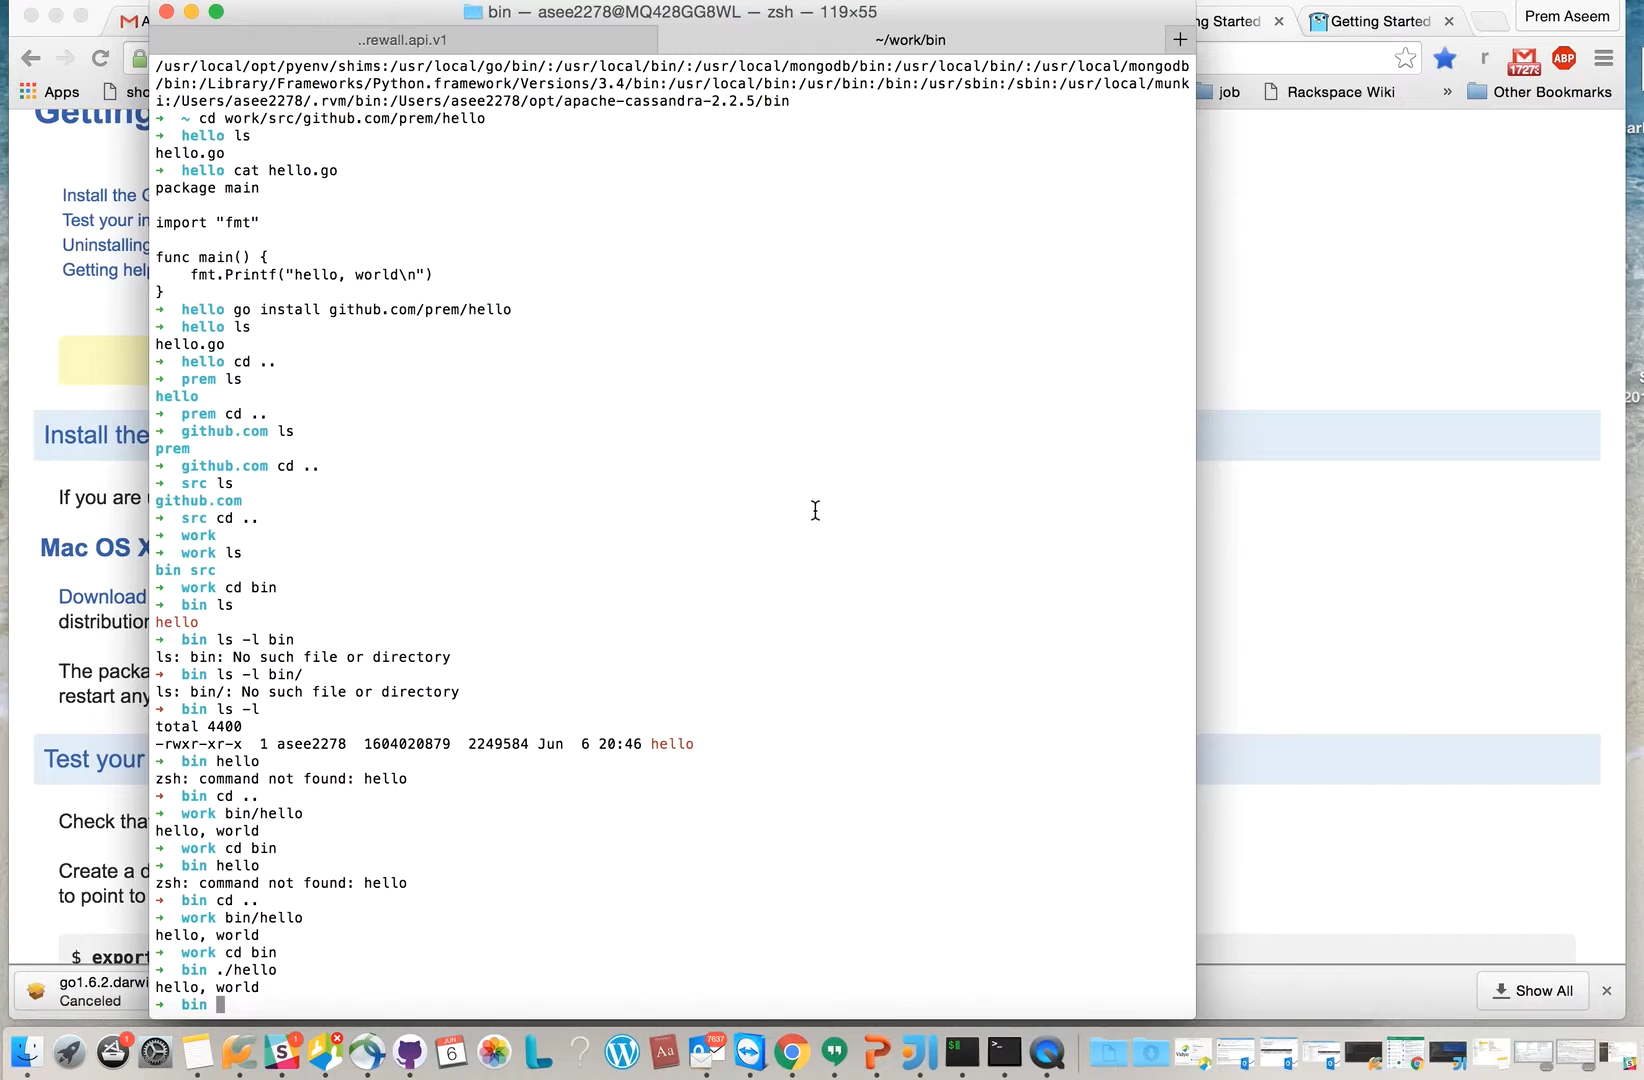 bin — asee2278@MQ428GG8WL — zsh — 119×55
ng Started
Getting Started
Prem Aseem
..rewall.api.v1
~/work/bin
Apps
job
Rackspace Wiki
»
Other Bookmarks
1727
ABP
Getting
Install the
Test your in
Uninstalling
Getting help
Install the
If you are
Mac OS X
Download
distribution
The packa
restart any
Test your
Check tha
Create a d
to point to
$ export
/usr/local/opt/pyenv/shims:/usr/local/go/bin/:/usr/local/bin/:/usr/local/mongodb/bin:/usr/local/bin/:/usr/local/mongodb
/bin:/Library/Frameworks/Python.framework/Versions/3.4/bin:/usr/local/bin:/usr/bin:/bin:/usr/sbin:/sbin:/usr/local/munk
i:/Users/asee2278/.rvm/bin:/Users/asee2278/opt/apache-cassandra-2.2.5/bin
➜ ~ cd work/src/github.com/prem/hello
➜ hello ls
hello.go
➜ hello cat hello.go
package main
import "fmt"
func main() {
fmt.Printf("hello, world\n")
}
➜ hello go install github.com/prem/hello
➜ hello ls
hello.go
➜ hello cd ..
➜ prem ls
hello
➜ prem cd ..
➜ github.com ls
prem
➜ github.com cd ..
➜ src ls
github.com
➜ src cd ..
➜ work
➜ work ls
bin src
➜ work cd bin
➜ bin ls
hello
➜ bin ls -l bin
ls: bin: No such file or directory
➜ bin ls -l bin/
ls: bin/: No such file or directory
➜ bin ls -l
total 4400
-rwxr-xr-x 1 asee2278 1604020879 2249584 Jun 6 20:46 hello
➜ bin hello
zsh: command not found: hello
➜ bin cd ..
➜ work bin/hello
hello, world
➜ work cd bin
➜ bin hello
zsh: command not found: hello
➜ bin cd ..
➜ work bin/hello
hello, world
➜ work cd bin
➜ bin ./hello
hello, world
➜ bin
go1.6.2.darwi
Canceled
Show All
JUN
6
Aa
7637